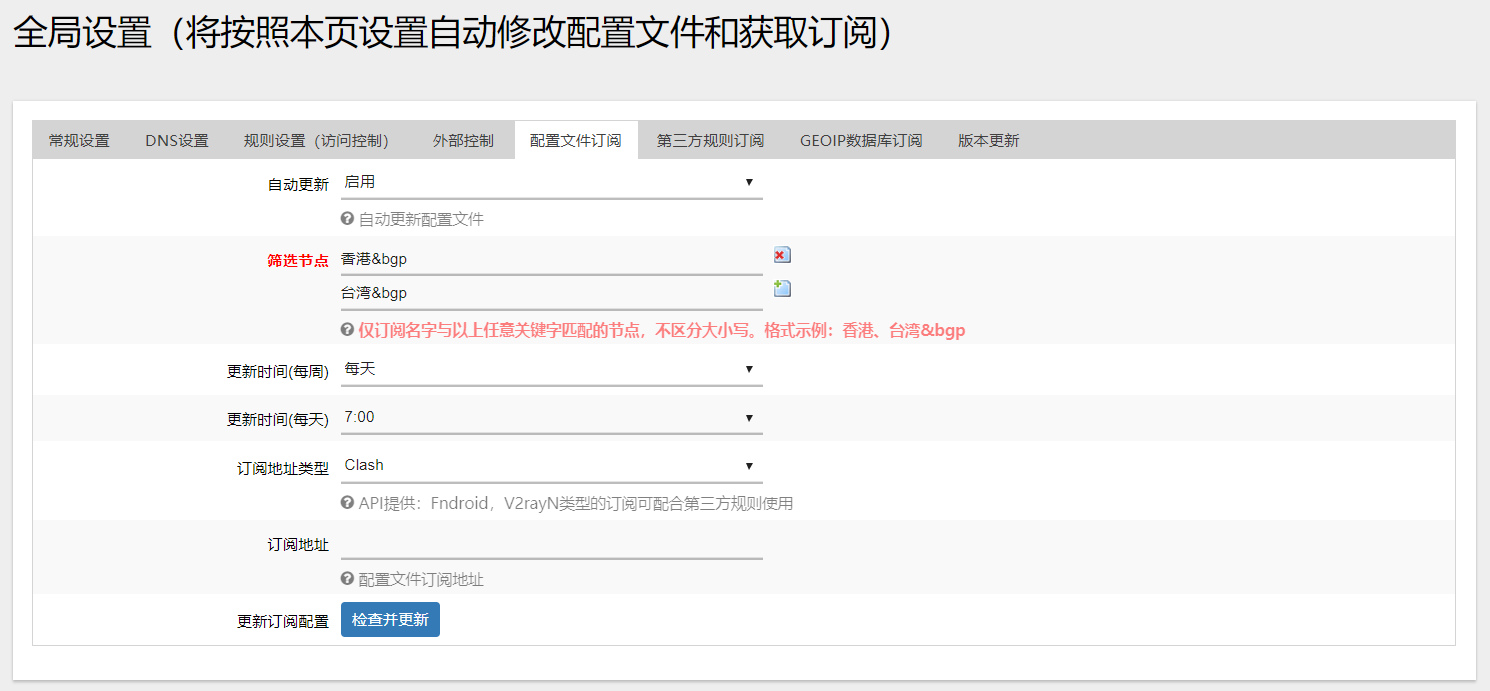 全局设置（将按照本页设置自动修改配置文件和获取订阅）
常规设置 DNS设置 规则设置（访问控制） 外部控制 配置文件订阅 第三方规则订阅 GEOIP数据库订阅 版本更新
自动更新 启用
自动更新配置文件
筛选节点 香港&bgp
台湾&bgp
仅订阅名字与以上任意关键字匹配的节点，不区分大小写。格式示例：香港、台湾&bgp
更新时间(每周) 每天
更新时间(每天) 7:00
订阅地址类型 Clash
API提供：Fndroid，V2rayN类型的订阅可配合第三方规则使用
订阅地址
配置文件订阅地址
更新订阅配置 检查并更新